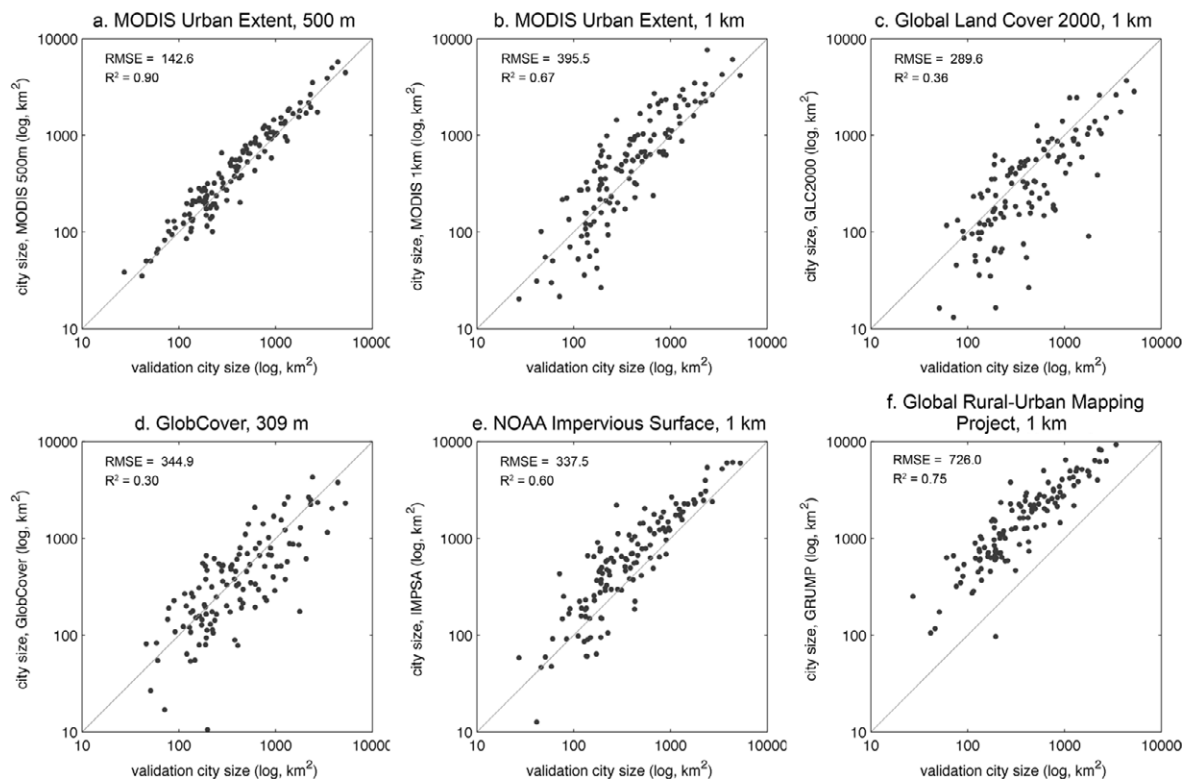 a. MODIS Urban Extent, 500 m
RMSE = 142.6
R² = 0.90
10000
1000
100
10
city size, MODIS 500m (log, km²)
10
100
1000
10000
validation city size (log, km²)
b. MODIS Urban Extent, 1 km
RMSE = 395.5
R² = 0.67
10000
1000
100
10
city size, MODIS 1km (log, km²)
10
100
1000
10000
validation city size (log, km²)
c. Global Land Cover 2000, 1 km
RMSE = 289.6
R² = 0.36
10000
1000
100
10
city size, GLC2000 (log, km²)
10
100
1000
10000
validation city size (log, km²)
d. GlobCover, 309 m
RMSE = 344.9
R² = 0.30
10000
1000
100
10
city size, GlobCover (log, km²)
10
100
1000
10000
validation city size (log, km²)
e. NOAA Impervious Surface, 1 km
RMSE = 337.5
R² = 0.60
10000
1000
100
10
city size, IMPSA (log, km²)
10
100
1000
10000
validation city size (log, km²)
f. Global Rural-Urban Mapping
Project, 1 km
RMSE = 726.0
R² = 0.75
10000
1000
100
10
city size, GRUMP (log, km²)
10
100
1000
10000
validation city size (log, km²)